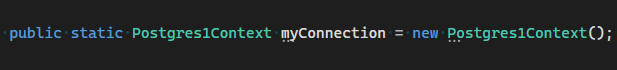 public static Postgres1Context myConnection = new Postgres1Context();